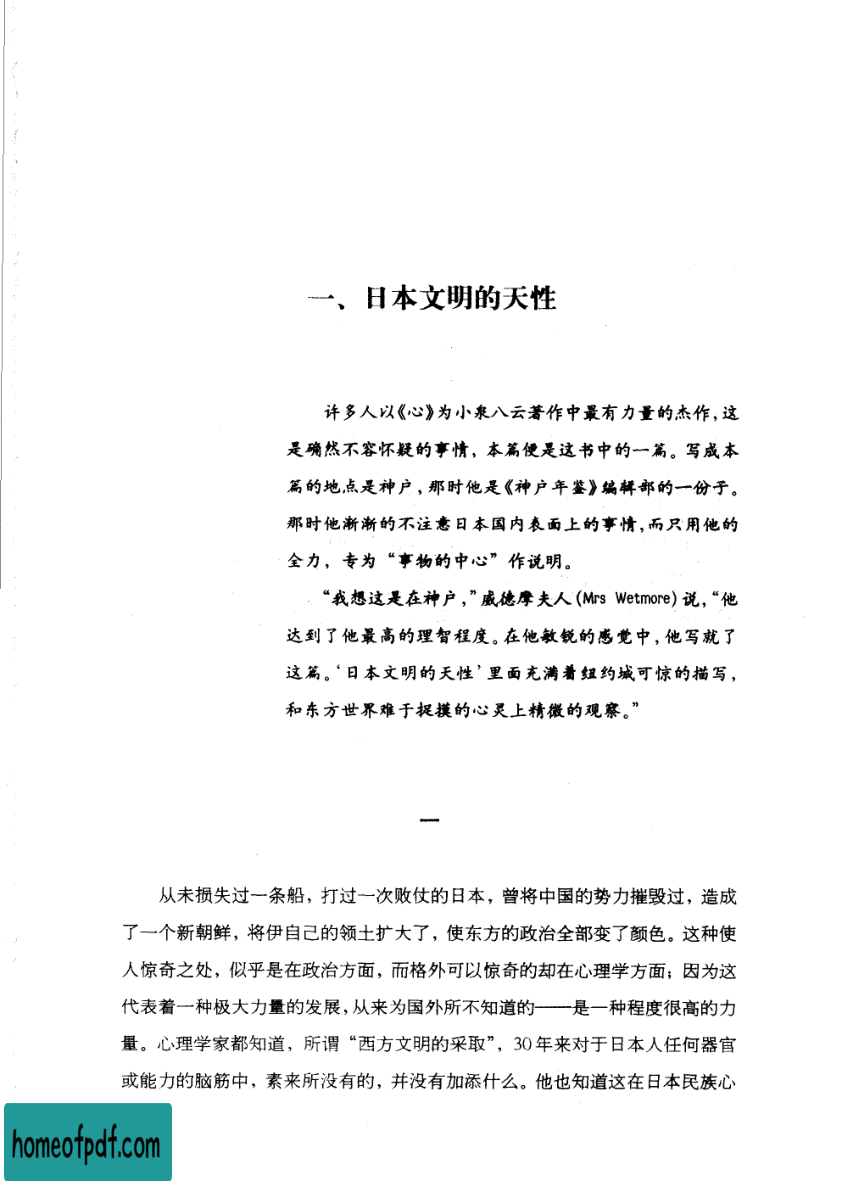 一、日本文明的天性
许多人以《心》为小泉八云著作中最有力量的杰作，这
是确然不容怀疑的事情，本篇便是这书中的一篇。写成本
篇的地点是神户，那时他是《神户年鉴》编辑部的一份子。
那时他渐渐的不注意日本国内表面上的事情，而只用他的
全力，专为“事物的中心”作说明。
“我想这是在神户，”威德摩夫人（Mrs Wetmore）说，“他
达到了他最高的理智程度。在他敏锐的感觉中，他写就了
这篇。‘日本文明的天性’里面充满着纽约城可惊的描写，
和东方世界难于捉摸的心灵上精微的观察。”
一
从未损失过一条船，打过一次败仗的日本，曾将中国的势力摧毁过，造成
了一个新朝鲜，将伊自己的领土扩大了，使东方的政治全部变了颜色。这种使
人惊奇之处，似乎是在政治方面，而格外可以惊奇的却在心理学方面；因为这
代表着一种极大力量的发展，从来为国外所不知道的——是一种程度很高的力
量。心理学家都知道，所谓“西方文明的采取”，30年来对于日本人任何器官
或能力的脑筋中，素来所没有的，并没有加添什么。他也知道这在日本民族心
homeofpdf.com